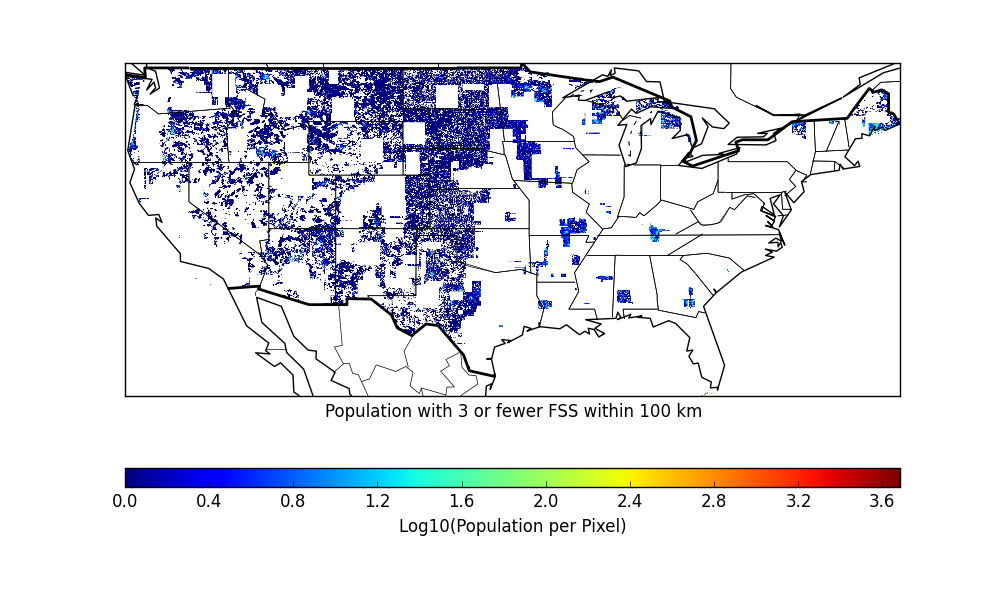 Population with 3 or fewer FSS within 100 km
0.0 0.4 0.8 1.2 1.6 2.0 2.4 2.8 3.2 3.6
Log10(Population per Pixel)